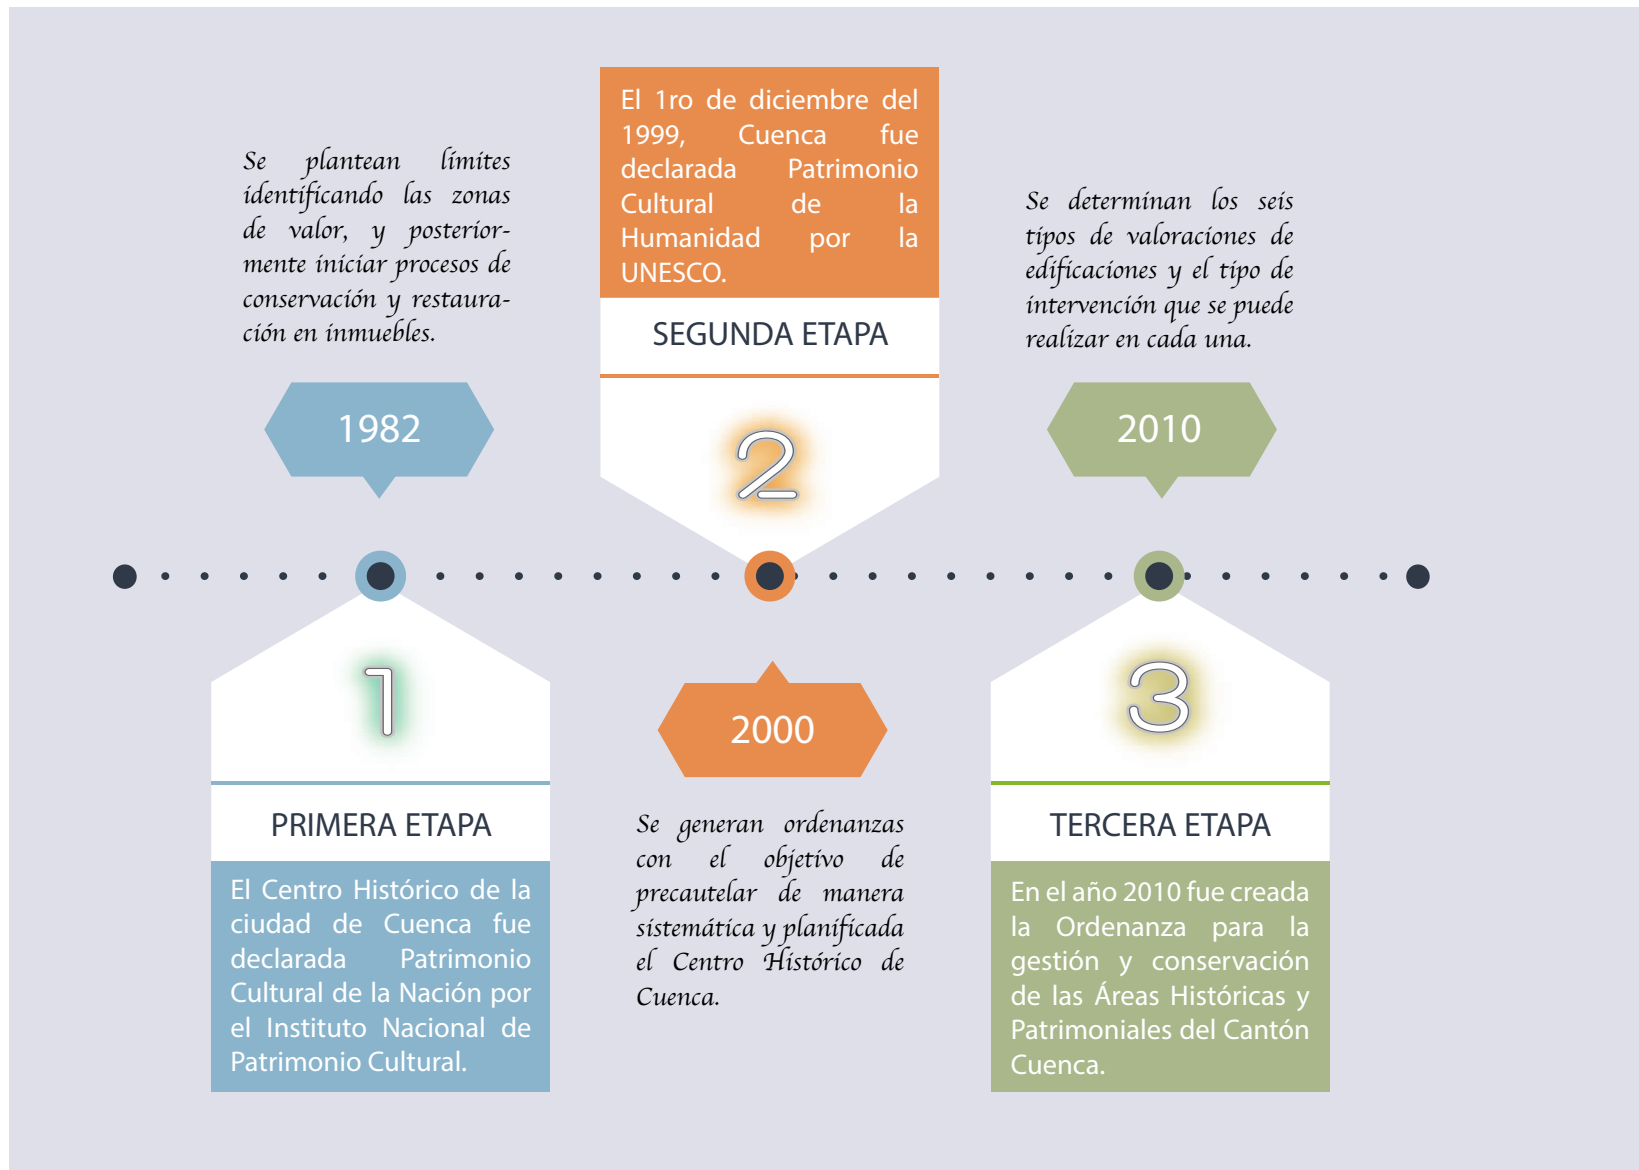 Se plantean límites
identificando las zonas
de valor, y posterior-
mente iniciar procesos de
conservación y restaura-
ción en inmuebles.
1982
1
PRIMERA ETAPA
El Centro Histórico de la
ciudad de Cuenca fue
declarada Patrimonio
Cultural de la Nación por
el Instituto Nacional de
Patrimonio Cultural.
El 1ro de diciembre del
1999, Cuenca fue
declarada Patrimonio
Cultural de la
Humanidad por la
UNESCO.
SEGUNDA ETAPA
2
2000
Se generan ordenanzas
con el objetivo de
precautelar de manera
sistemática y planificada
el Centro Histórico de
Cuenca.
Se determinan los seis
tipos de valoraciones de
edificaciones y el tipo de
intervención que se puede
realizar en cada una.
2010
3
TERCERA ETAPA
En el año 2010 fue creada
la Ordenanza para la
gestión y conservación
de las Áreas Históricas y
Patrimoniales del Cantón
Cuenca.